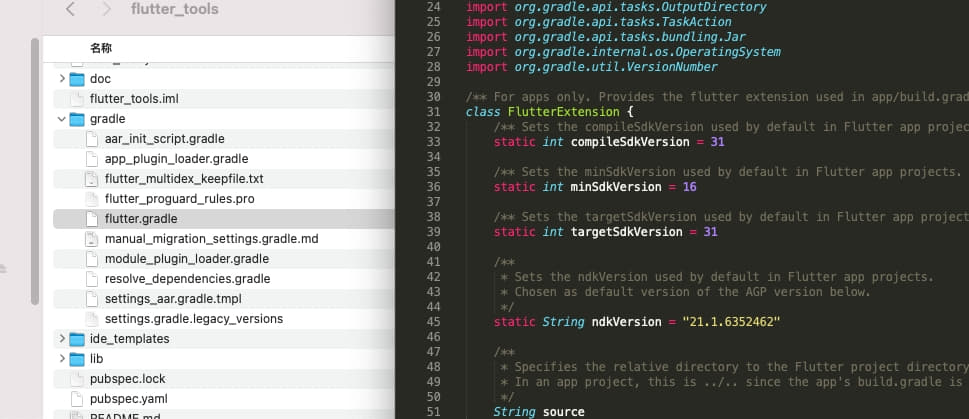 flutter_tools
名称
doc
flutter_tools.iml
gradle
aar_init_script.gradle
app_plugin_loader.gradle
flutter_multidex_keepfile.txt
flutter_proguard_rules.pro
flutter.gradle
manual_migration_settings.gradle.md
module_plugin_loader.gradle
resolve_dependencies.gradle
settings_aar.gradle.tmpl
settings.gradle.legacy_versions
ide_templates
lib
pubspec.lock
pubspec.yaml
README.md
24 import org.gradle.api.tasks.OutputDirectory
25 import org.gradle.api.tasks.TaskAction
26 import org.gradle.api.tasks.bundling.Jar
27 import org.gradle.internal.os.OperatingSystem
28 import org.gradle.util.VersionNumber
29
30 /** For apps only. Provides the flutter extension used in app/build.grad
31 class FlutterExtension {
32 /** Sets the compileSdkVersion used by default in Flutter app projec
33 static int compileSdkVersion = 31
34
35 /** Sets the minSdkVersion used by default in Flutter app projects.
36 static int minSdkVersion = 16
37
38 /** Sets the targetSdkVersion used by default in Flutter app project
39 static int targetSdkVersion = 31
40
41 /**
42 * Sets the ndkVersion used by default in Flutter app projects.
43 * Chosen as default version of the AGP version below.
44 */
45 static String ndkVersion = "21.1.6352462"
46
47 /**
48 * Specifies the relative directory to the Flutter project directory
49 * In an app project, this is ../.. since the app's build.gradle is
50 */
51 String source